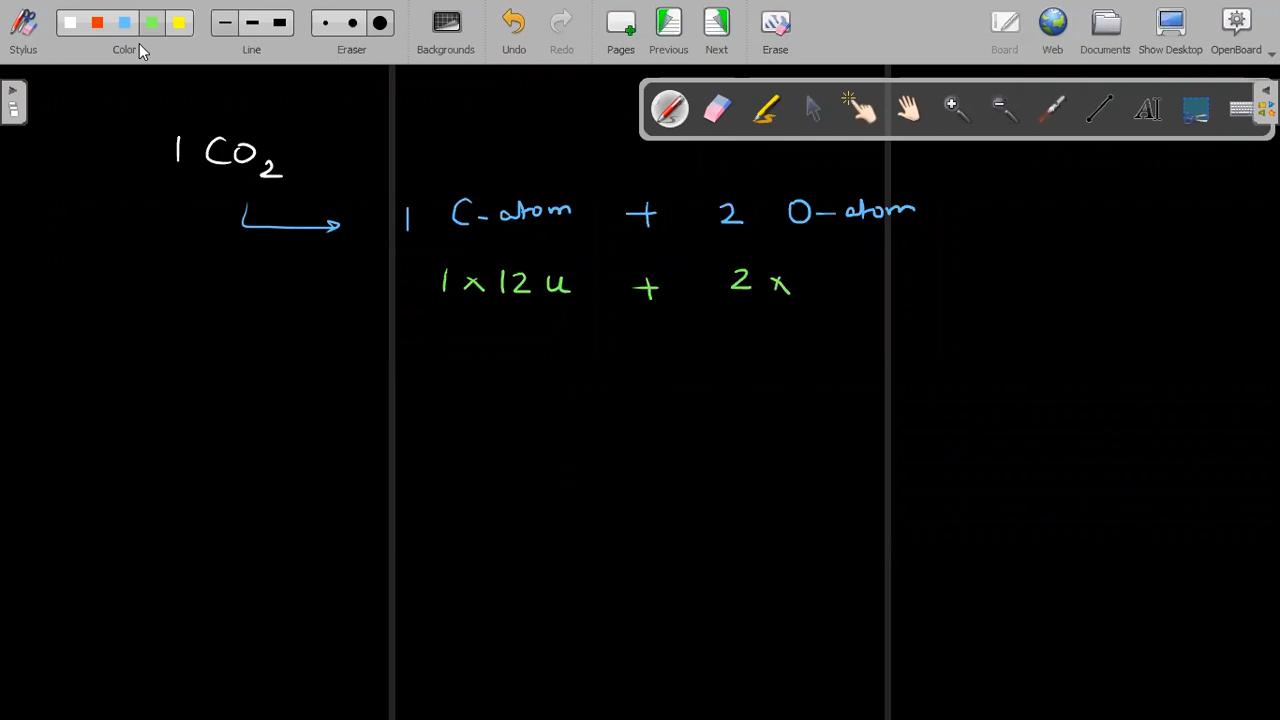 Stylus Color Line Eraser Backgrounds Undo Redo Pages Previous Next Erase Board Web Documents Show Desktop OpenBoard
AI
1 CO2
1 C-atom + 2 O-atom
1 x 12 u + 2 x